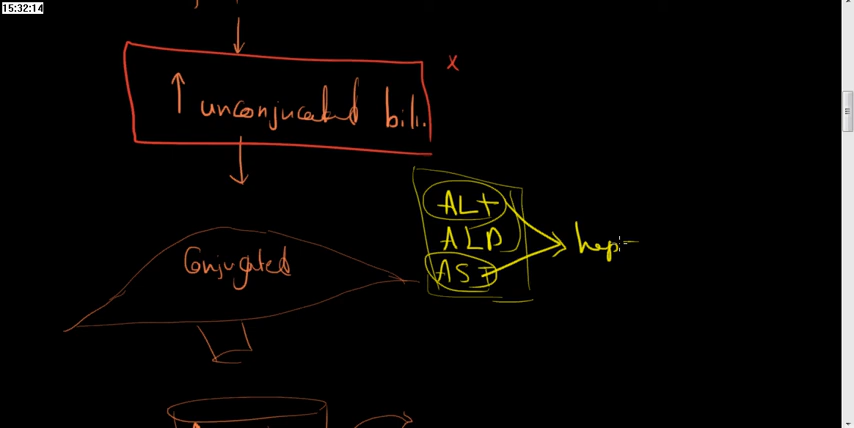 15:32:14
↑ unconjucated bili.
x
ALT
ALP
AST
hep
Conjugated